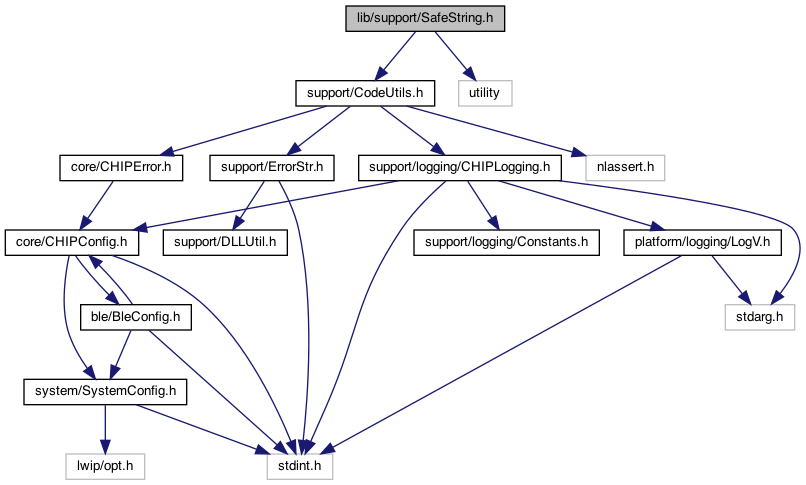 lib/support/SafeString.h
support/CodeUtils.h
utility
core/CHIPError.h
support/ErrorStr.h
support/logging/CHIPLogging.h
nlassert.h
core/CHIPConfig.h
support/DLLUtil.h
support/logging/Constants.h
platform/logging/LogV.h
ble/BleConfig.h
stdarg.h
system/SystemConfig.h
lwip/opt.h
stdint.h